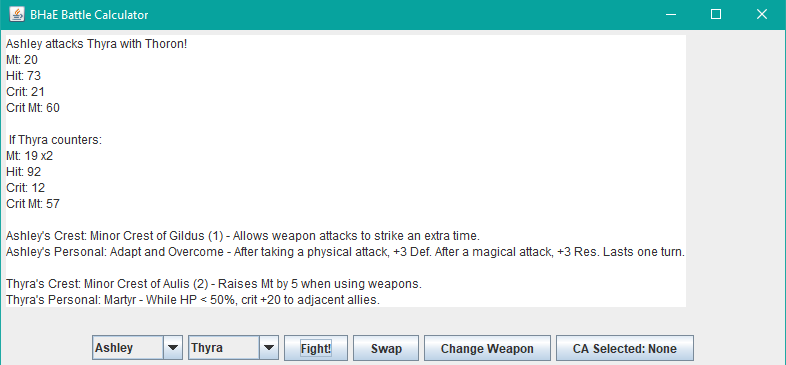 BHaE Battle Calculator
Ashley attacks Thyra with Thoron!
Mt: 20
Hit: 73
Crit: 21
Crit Mt: 60
If Thyra counters:
Mt: 19 x2
Hit: 92
Crit: 12
Crit Mt: 57
Ashley's Crest: Minor Crest of Gildus (1) - Allows weapon attacks to strike an extra time.
Ashley's Personal: Adapt and Overcome - After taking a physical attack, +3 Def. After a magical attack, +3 Res. Lasts one turn.
Thyra's Crest: Minor Crest of Aulis (2) - Raises Mt by 5 when using weapons.
Thyra's Personal: Martyr - While HP < 50%, crit +20 to adjacent allies.
Ashley Thyra Fight! Swap Change Weapon CA Selected: None